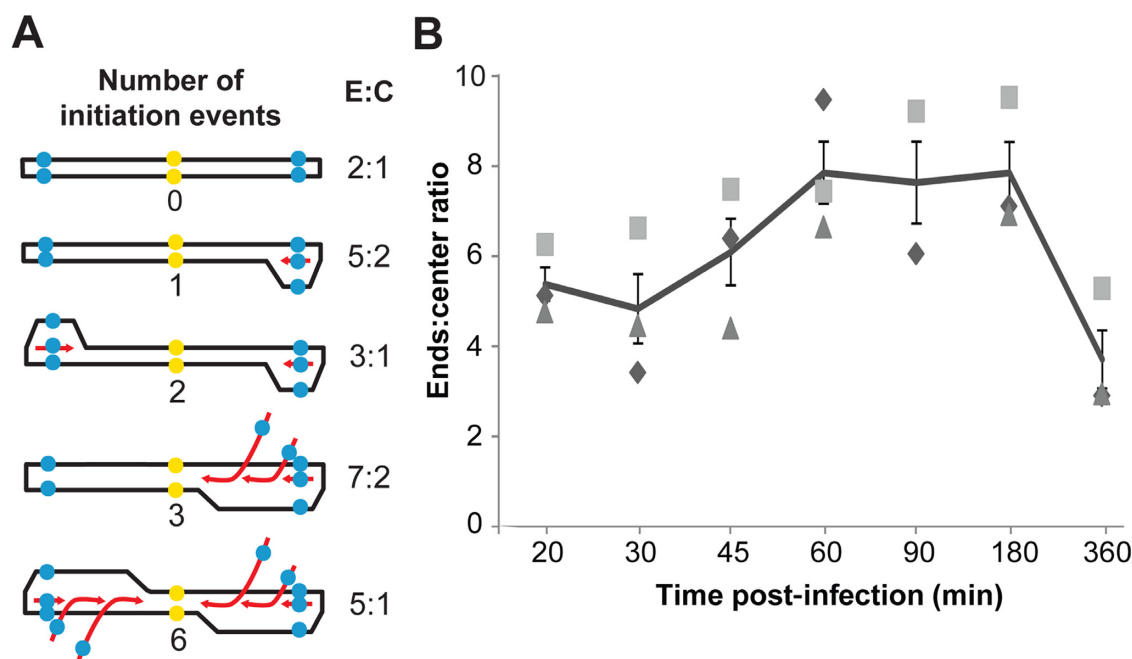 A
Number of
initiation events
E:C
2:1
0
5:2
1
3:1
2
7:2
3
5:1
6
B
Ends:center ratio
10
8
6
4
2
0
20 30 45 60 90 180 360
Time post-infection (min)